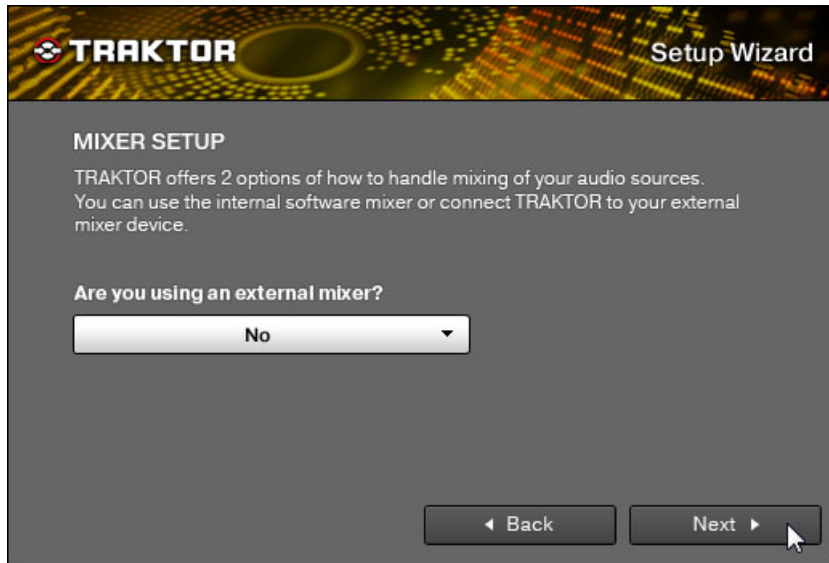 TRAKTOR
Setup Wizard
MIXER SETUP
TRAKTOR offers 2 options of how to handle mixing of your audio sources.
You can use the internal software mixer or connect TRAKTOR to your external
mixer device.
Are you using an external mixer?
No
Back
Next